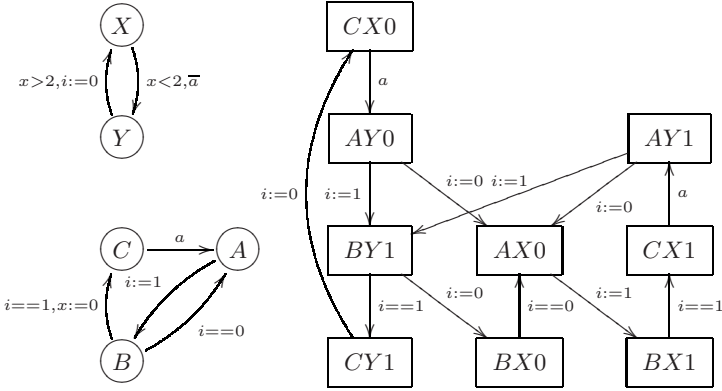 X
CX0
x>2,i:=0
x<2,a̅
a
Y
AY0
AY1
i:=0
i:=1
i:=0
i:=1
i:=0
a
C
a
A
BY1
AX0
CX1
i==1,x:=0
i:=1
i==0
i==1
i:=0
i==0
i:=1
i==1
B
CY1
BX0
BX1